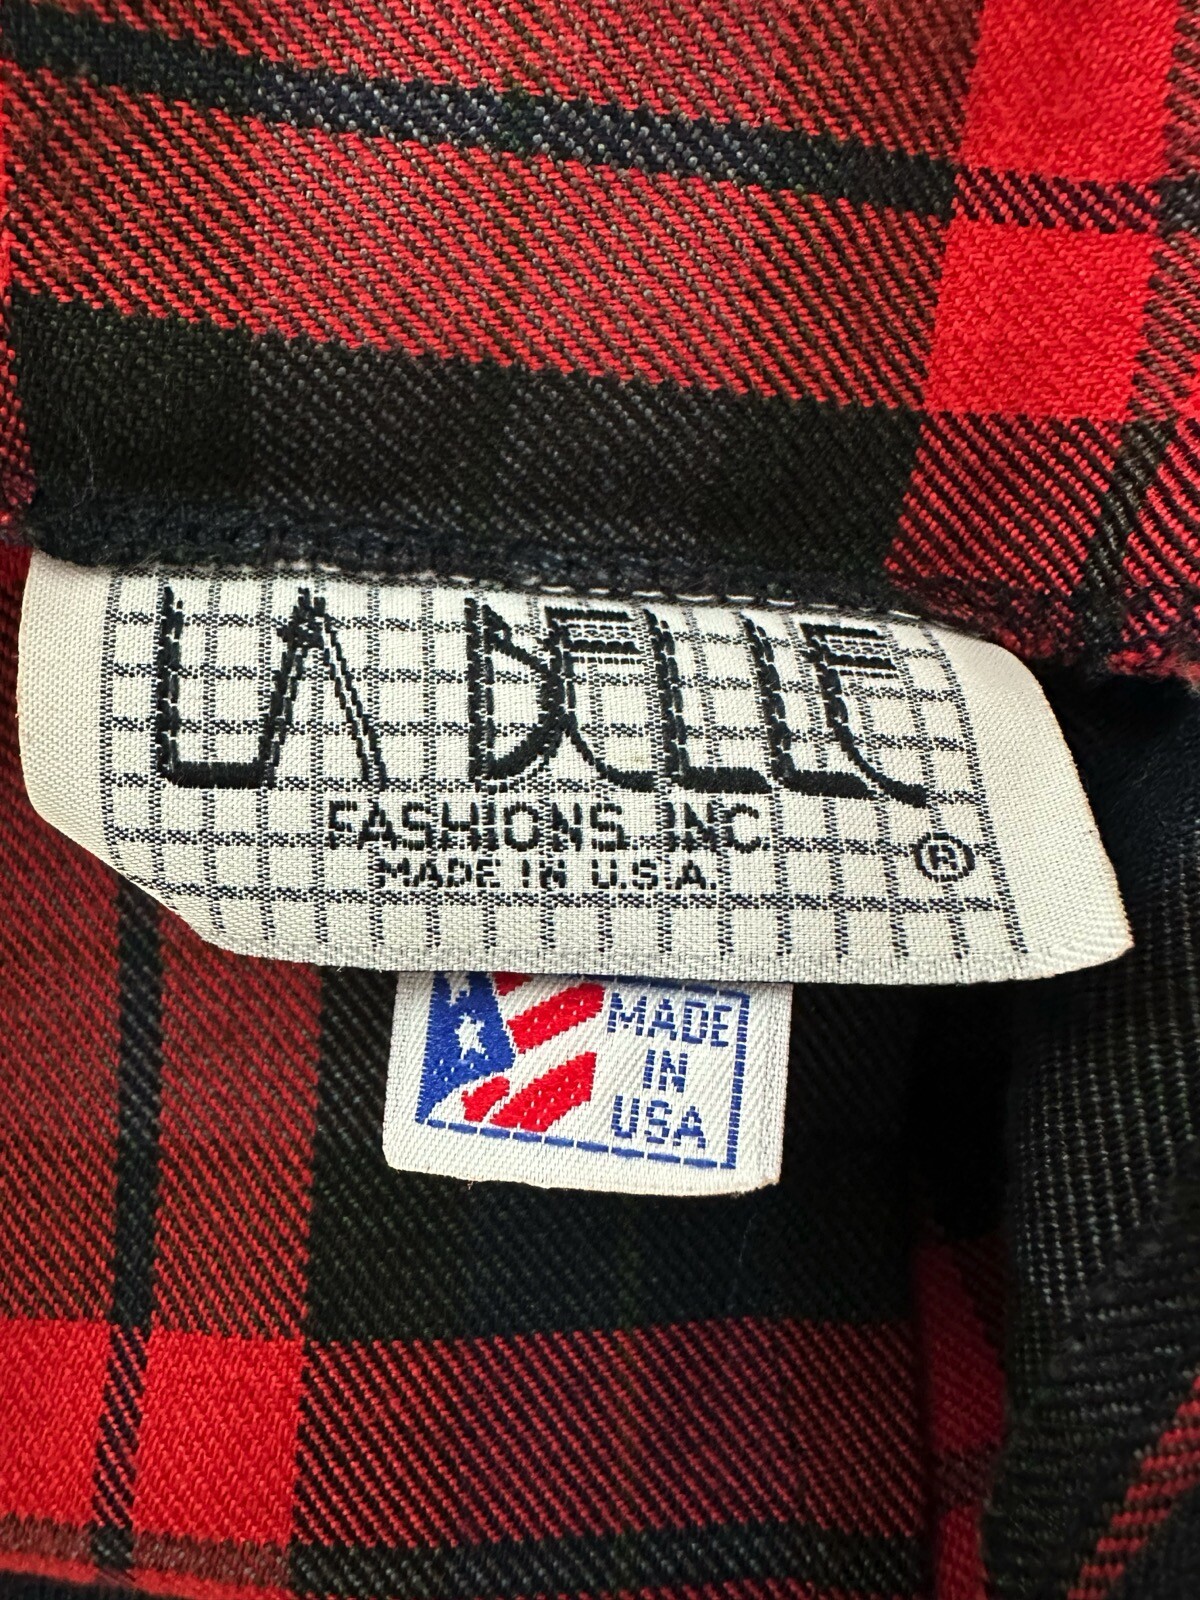 LA BELLE
FASHIONS INC.
MADE IN U.S.A.
®
MADE
IN
USA